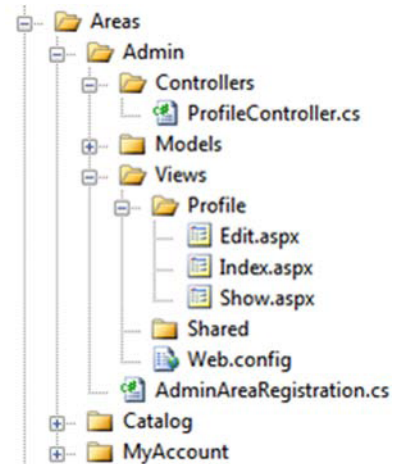 Areas
Admin
Controllers
ProfileController.cs
Models
Views
Profile
Edit.aspx
Index.aspx
Show.aspx
Shared
Web.config
AdminAreaRegistration.cs
Catalog
MyAccount